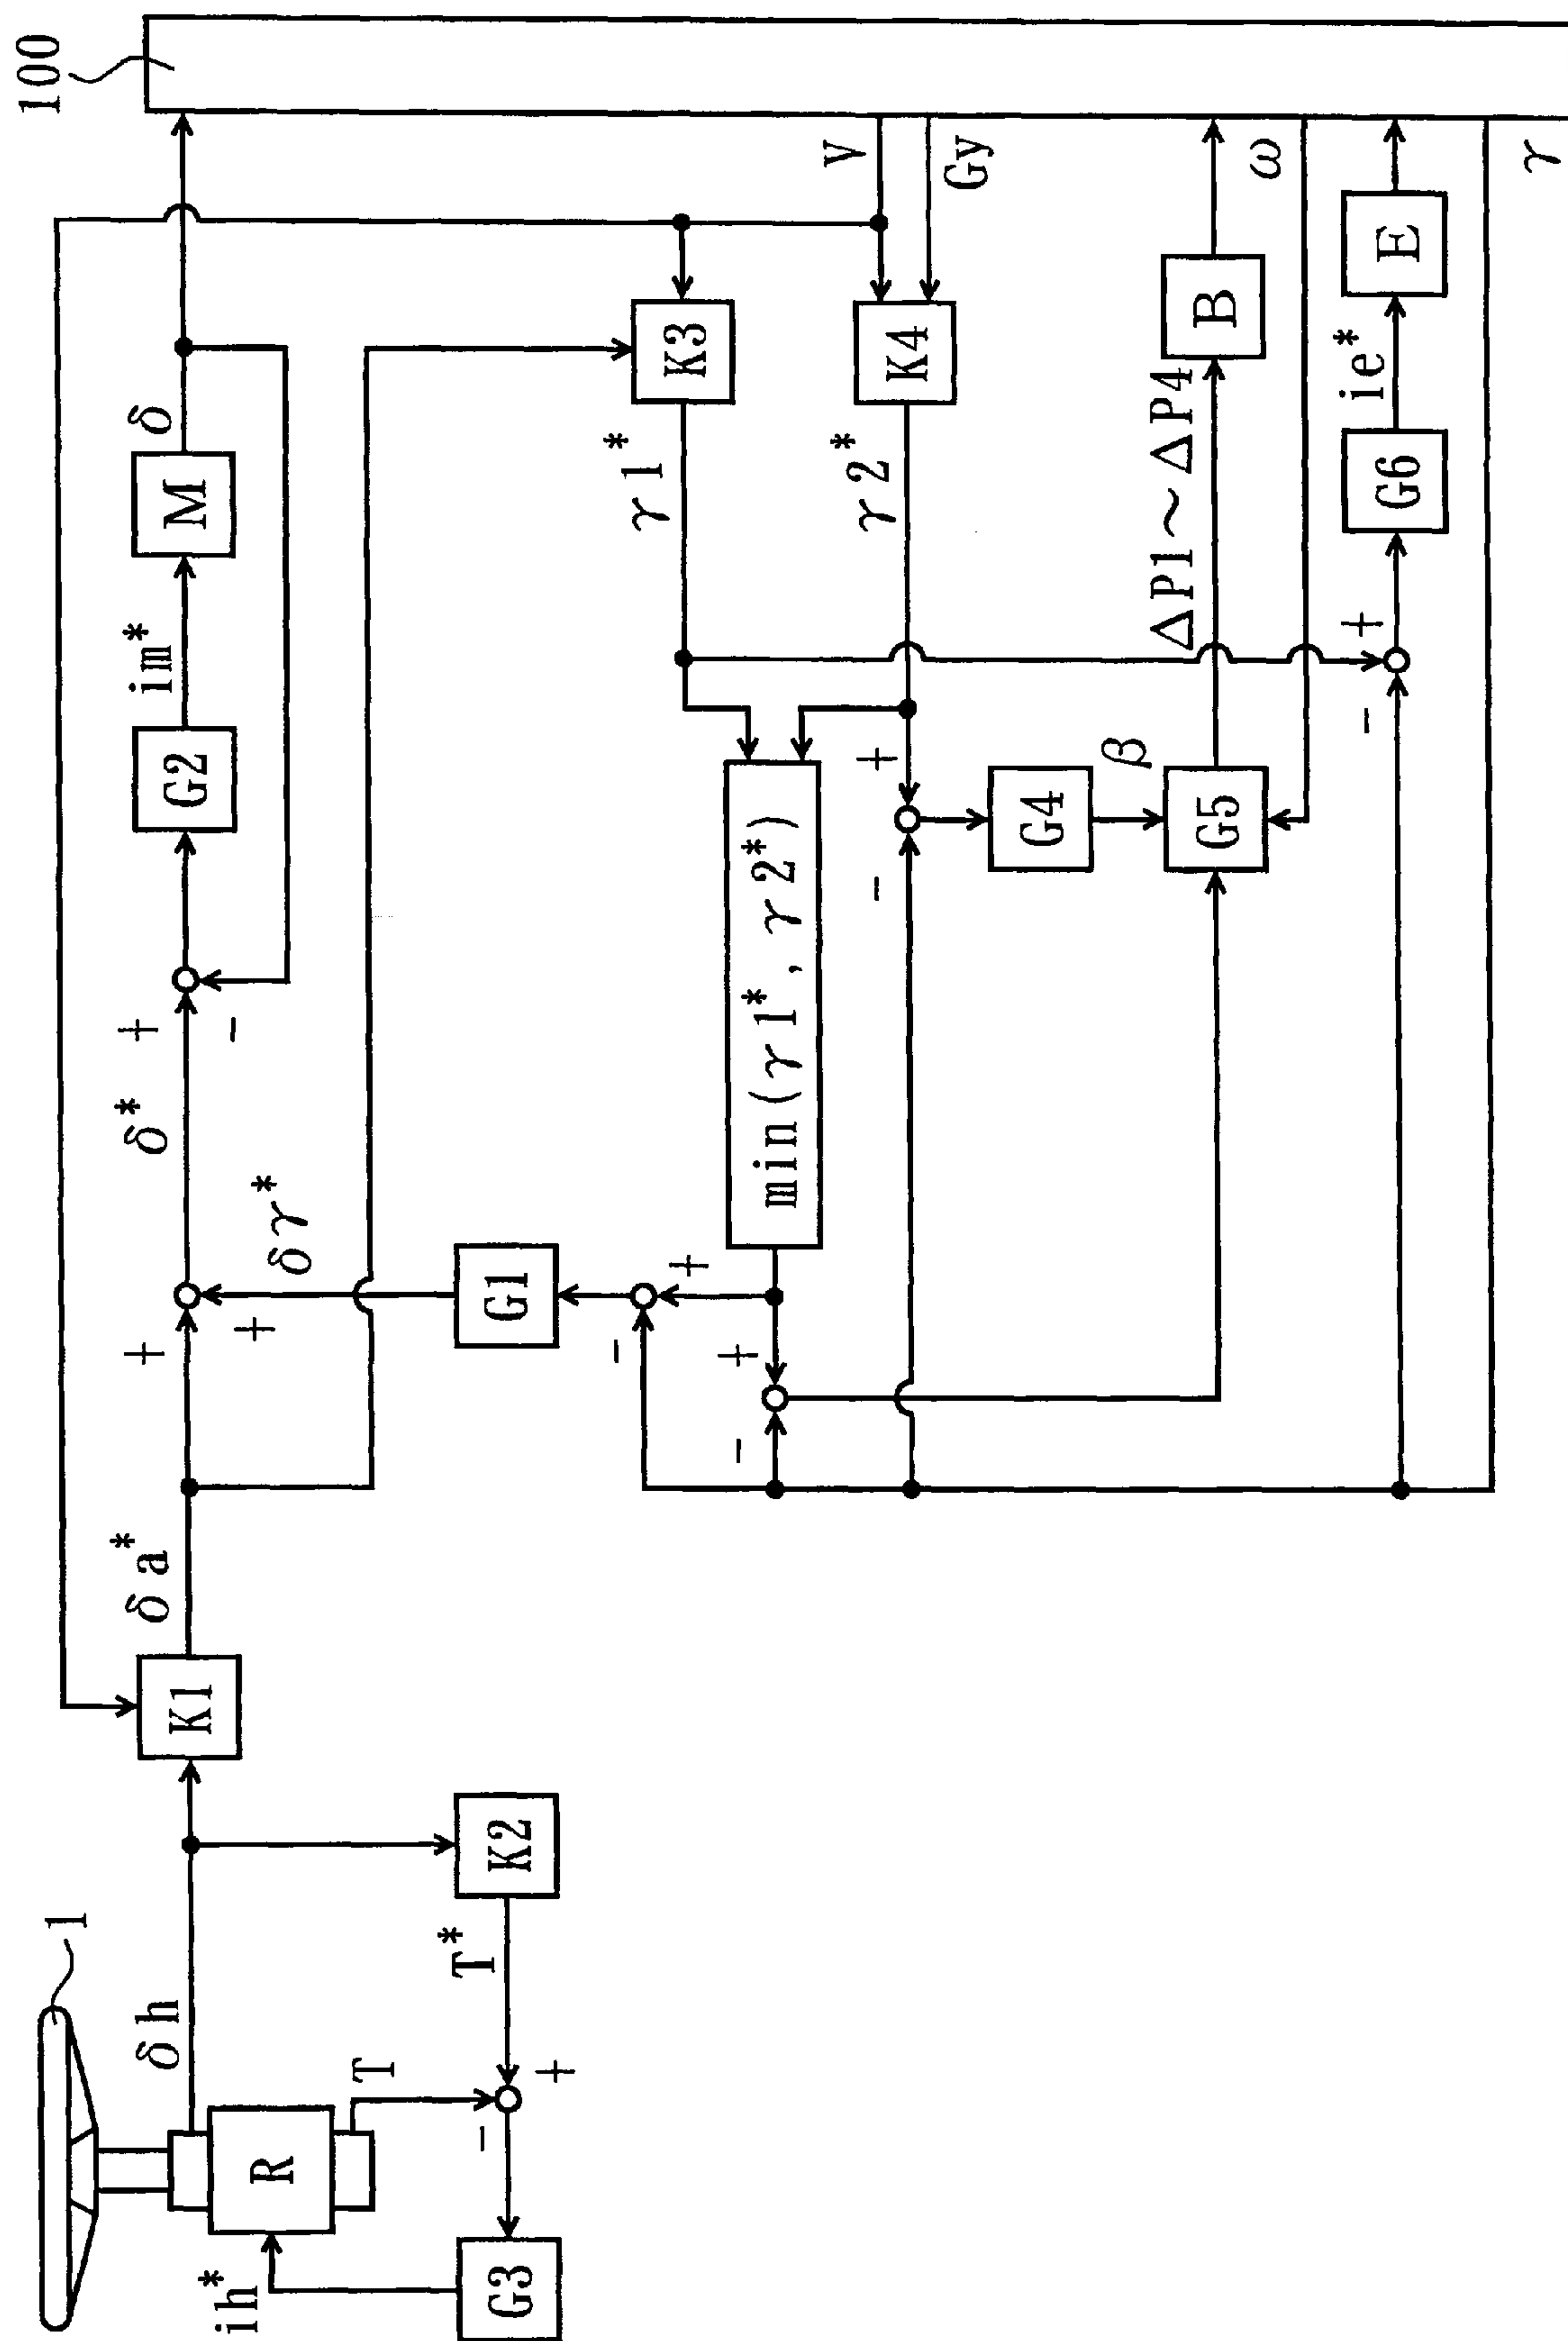 1
δh
R
T
ih*
G3
T*
K2
K1
δa*
+
+
δγ*
δ*
+
-
G2
im*
M
δ
100
G1
-
+
+
-
min(γ1*, γ2*)
γ1*
K3
γ2*
K4
V
Gy
+
-
G4
β
G5
ΔP1~ΔP4
B
ω
-
+
G6
ie*
E
γ
-
+